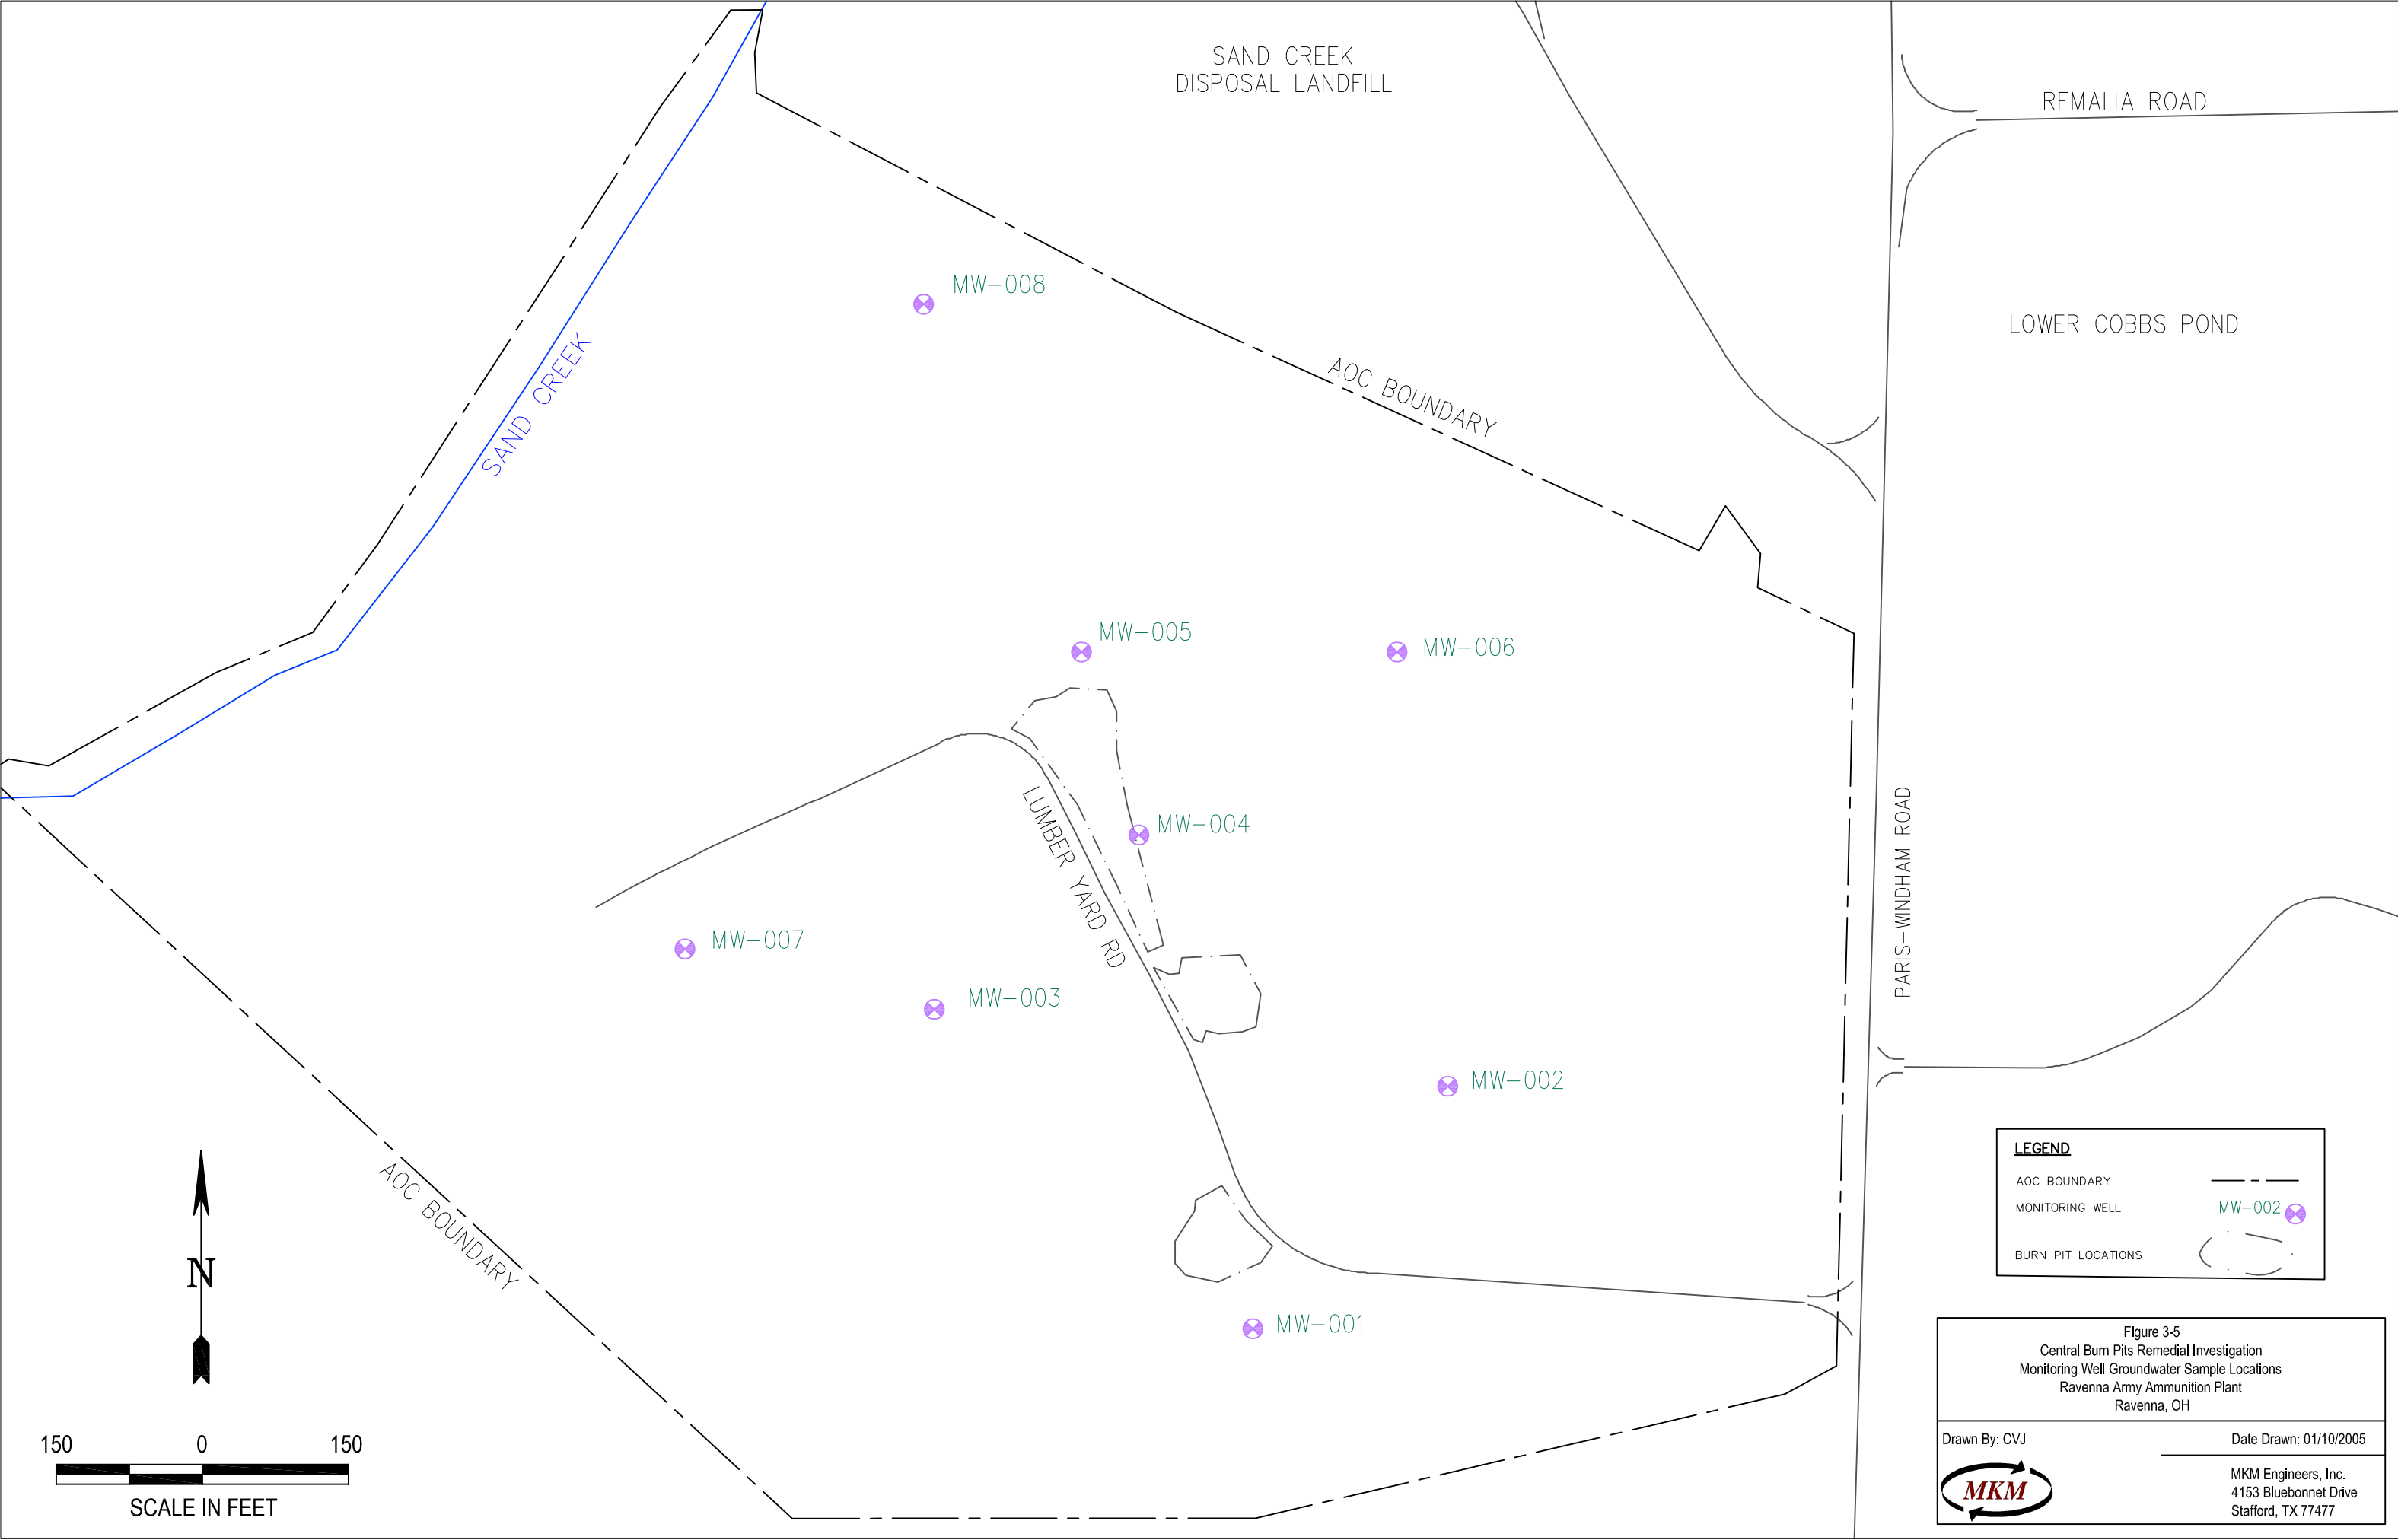 SAND CREEK
DISPOSAL LANDFILL
REMALIA ROAD
MW-008
LOWER COBBS POND
SAND CREEK
AOC BOUNDARY
MW-005
MW-006
MW-004
LUMBER YARD RD
PARIS-WINDHAM ROAD
MW-007
MW-003
MW-002
AOC BOUNDARY
MW-001
N
150 0 150
SCALE IN FEET
LEGEND
AOC BOUNDARY
MONITORING WELL MW-002
BURN PIT LOCATIONS
Figure 3-5
Central Burn Pits Remedial Investigation
Monitoring Well Groundwater Sample Locations
Ravenna Army Ammunition Plant
Ravenna, OH
Drawn By: CVJ
Date Drawn: 01/10/2005
MKM
MKM Engineers, Inc.
4153 Bluebonnet Drive
Stafford, TX 77477